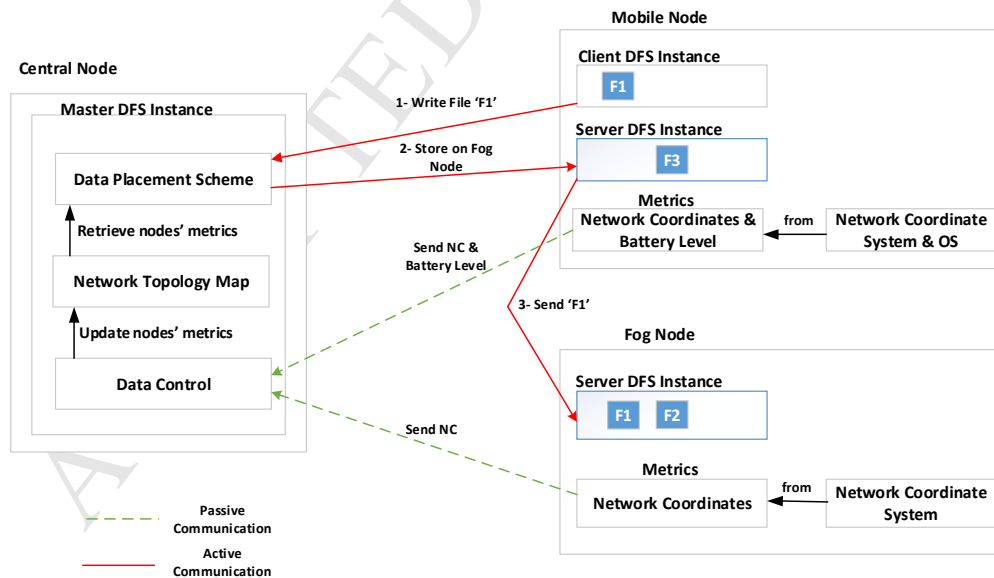 Mobile Node
Client DFS Instance
F1
Central Node
Master DFS Instance
1- Write File ‘F1’
Server DFS Instance
2- Store on Fog
Node
F3
Data Placement Scheme
Metrics
Network Coordinates &
Battery Level
from
Network Coordinate
System & OS
Retrieve nodes’ metrics
Send NC &
Battery Level
Network Topology Map
3- Send ‘F1’
Update nodes’ metrics
Fog Node
Data Control
Server DFS Instance
F1
F2
Send NC
Metrics
Network Coordinates
from
Network Coordinate
System
Passive
Communication
Active
Communication